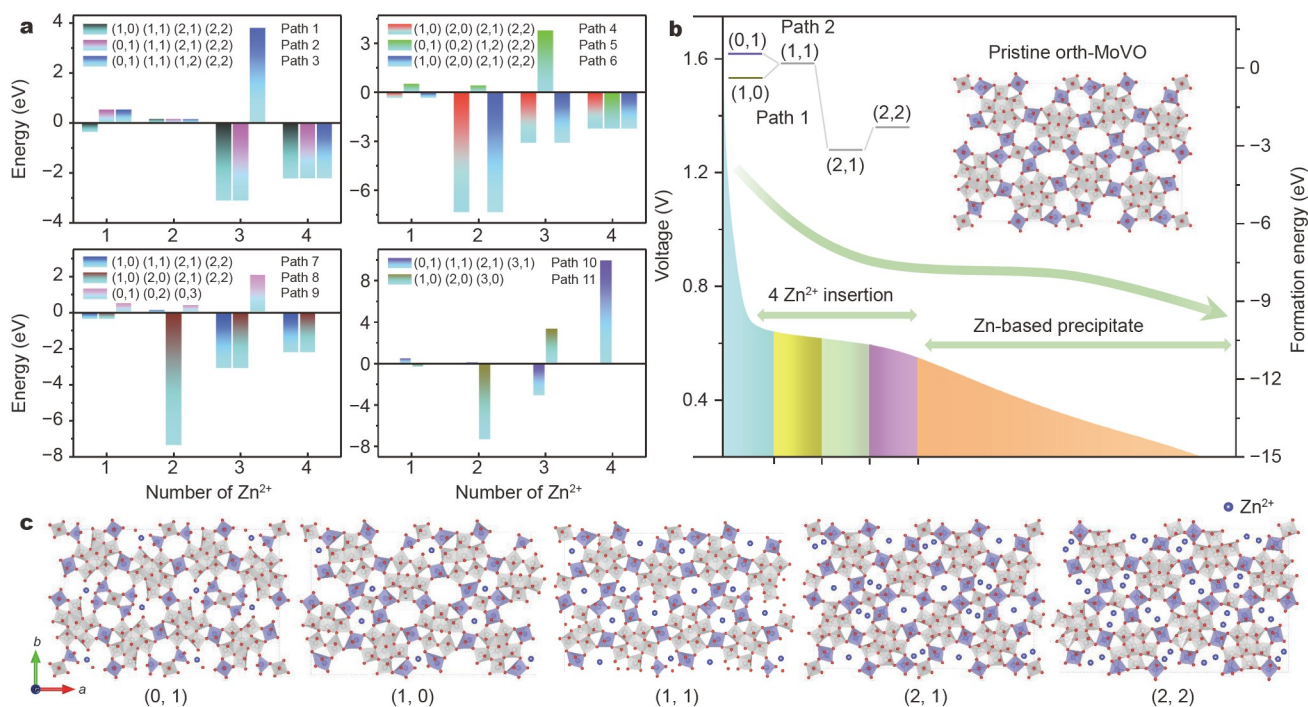 a
4
2
0
−2
−4
Energy (eV)
(1,0) (1,1) (2,1) (2,2) Path 1
(0,1) (1,1) (2,1) (2,2) Path 2
(0,1) (1,1) (1,2) (2,2) Path 3
1 2 3 4
3
0
−3
−6
(1,0) (2,0) (2,1) (2,2) Path 4
(0,1) (0,2) (1,2) (2,2) Path 5
(1,0) (2,0) (2,1) (2,2) Path 6
1 2 3 4
2
0
−2
−4
−6
−8
Energy (eV)
(1,0) (1,1) (2,1) (2,2) Path 7
(1,0) (2,0) (2,1) (2,2) Path 8
(0,1) (0,2) (0,3) Path 9
1 2 3 4
Number of Zn²⁺
8
4
0
−4
−8
(0,1) (1,1) (2,1) (3,1) Path 10
(1,0) (2,0) (3,0) Path 11
1 2 3 4
Number of Zn²⁺
b
1.6
1.2
0.8
0.4
Voltage (V)
Path 2
(0,1)
(1,1)
(1,0)
Path 1
(2,2)
(2,1)
Pristine orth-MoVO
4 Zn²⁺ insertion
Zn-based precipitate
0
−3
−6
−9
−12
−15
Formation energy (eV)
c
Zn²⁺
b
a
(0, 1)
(1, 0)
(1, 1)
(2, 1)
(2, 2)